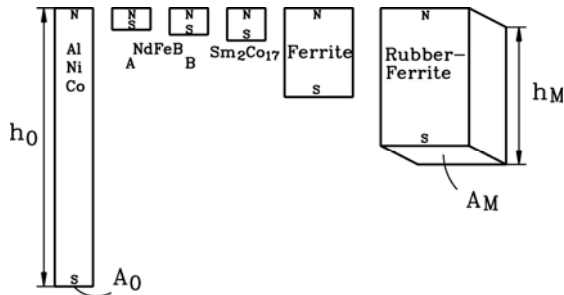 N N N N N N
S S
Al NdFeB Sm₂Co₁₇ S Ferrite Rubber-
Ni A B Ferrite
Co
h₀ hM
S S
AM
S A₀